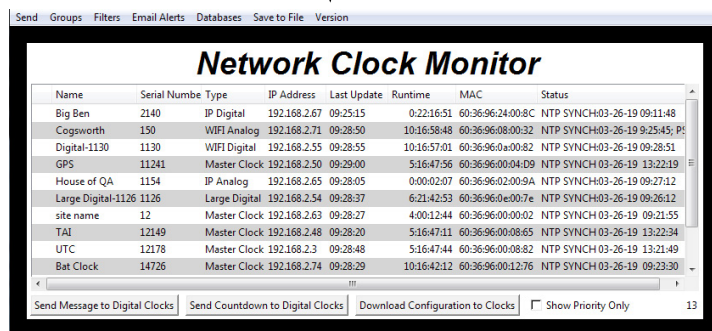 Send Groups Filters Email Alerts Databases Save to File Version
Network Clock Monitor
Name Serial Numbe Type IP Address Last Update Runtime MAC Status
Big Ben 2140 IP Digital 192.168.2.67 09:25:15 0:22:16:51 60:36:96:24:00:8C NTP SYNCH:03-26-19 09:11:48
Cogsworth 150 WIFI Analog 192.168.2.71 09:28:50 10:16:58:48 60:36:96:08:00:32 NTP SYNCH:03-26-19 9:25:45; PS
Digital-1130 1130 WIFI Digital 192.168.2.55 09:28:55 10:16:57:01 60:36:96:0a:00:82 NTP SYNCH:03-26-19 09:28:51
GPS 11241 Master Clock 192.168.2.50 09:29:00 5:16:47:56 60:36:96:00:04:D9 NTP SYNCH 03-26-19 13:22:19
House of QA 1154 IP Analog 192.168.2.65 09:28:05 0:00:02:07 60:36:96:02:00:9A NTP SYNCH:03-26-19 09:27:12
Large Digital-1126 1126 Large Digital 192.168.2.54 09:28:37 6:21:42:53 60:36:96:0e:00:7e NTP SYNCH:03-26-19 09:26:12
site name 12 Master Clock 192.168.2.63 09:28:27 4:00:12:44 60:36:96:00:00:02 NTP SYNCH 03-26-19 09:21:55
TAI 12149 Master Clock 192.168.2.48 09:28:20 5:16:47:11 60:36:96:00:08:65 NTP SYNCH 03-26-19 13:22:34
UTC 12178 Master Clock 192.168.2.3 09:28:48 5:16:47:44 60:36:96:00:08:82 NTP SYNCH 03-26-19 13:21:49
Bat Clock 14726 Master Clock 192.168.2.74 09:28:29 10:16:42:12 60:36:96:00:12:76 NTP SYNCH 03-26-19 09:23:30
Send Message to Digital Clocks Send Countdown to Digital Clocks Download Configuration to Clocks Show Priority Only 13